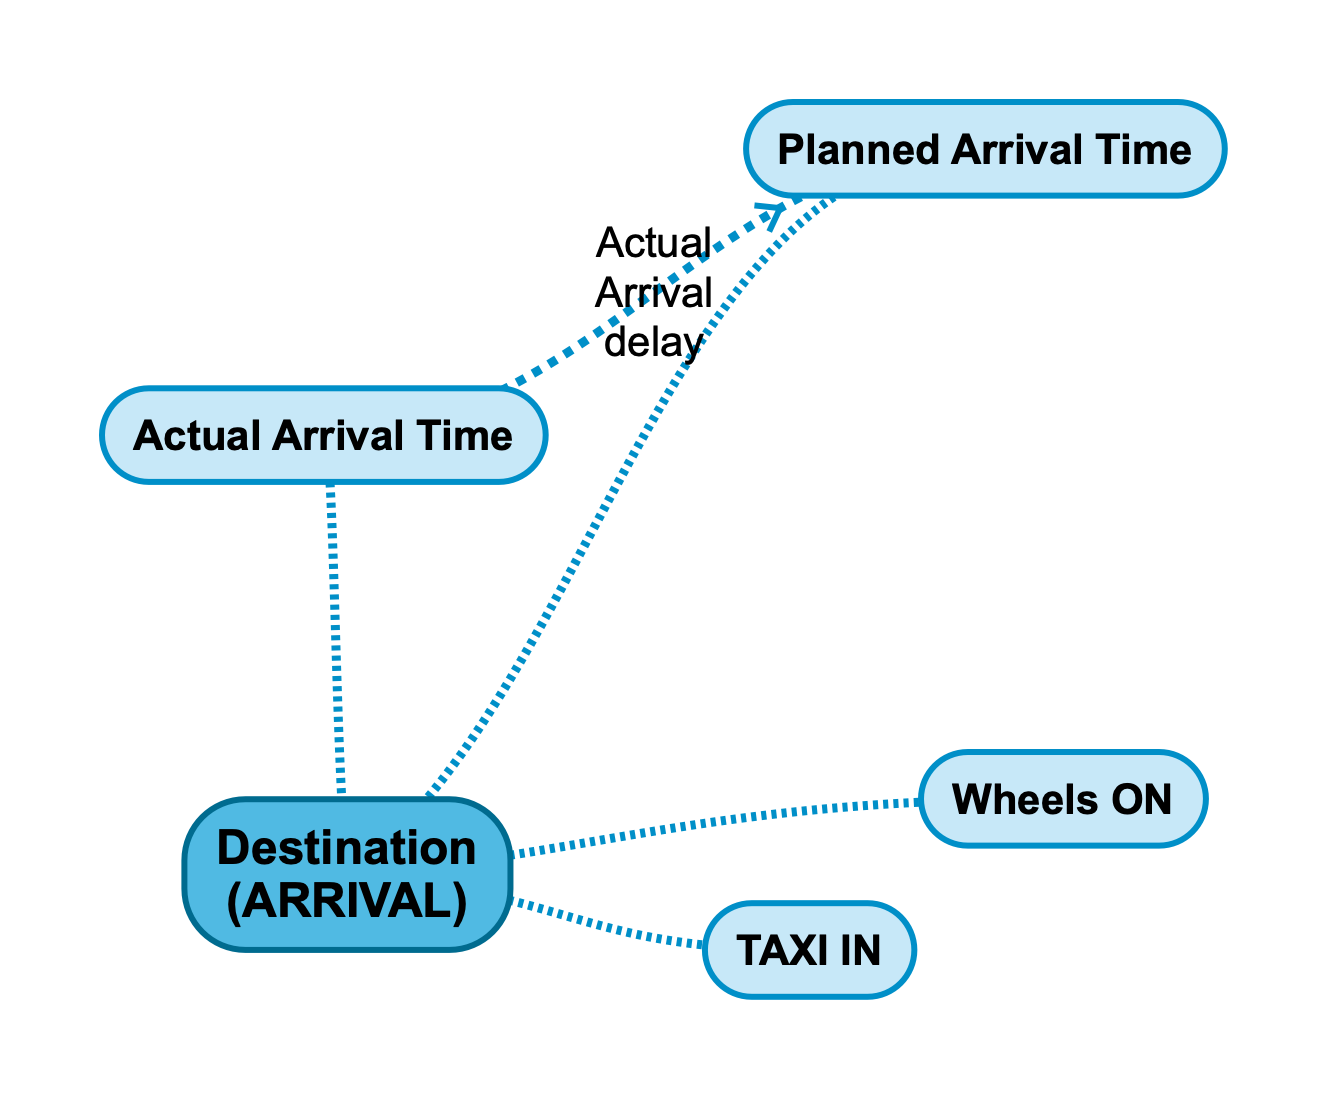 Planned Arrival Time
Actual
Arrival
delay
Actual Arrival Time
Wheels ON
Destination
(ARRIVAL)
TAXI IN